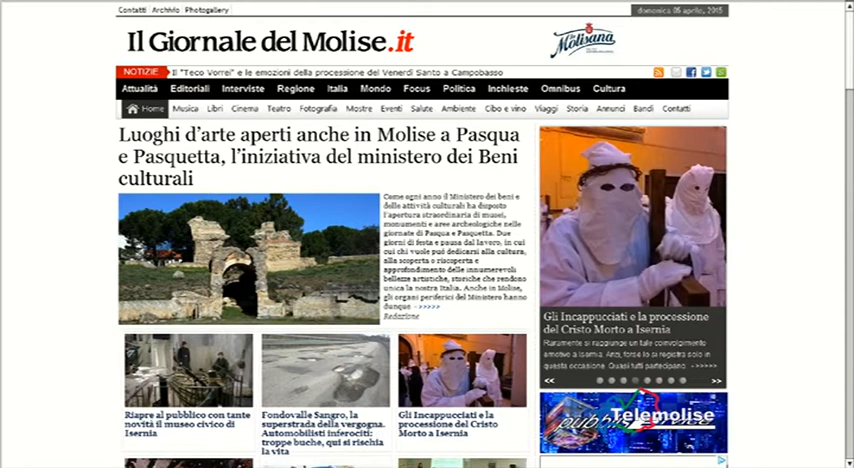 Contatti Archivio Photogallery
domenica 05 aprile, 2015
Il Giornale del Molise.it
La Molisana
NOTIZIE Il "Teco Vorrei" e le emozioni della processione del Venerdì Santo a Campobasso
Attualità Editoriali Interviste Regione Italia Mondo Focus Politica Inchieste Omnibus Cultura
Home Musica Libri Cinema Teatro Fotografia Mostre Eventi Salute Ambiente Cibo e vino Viaggi Storia Annunci Bandi Contatti
Luoghi d'arte aperti anche in Molise a Pasqua
e Pasquetta, l'iniziativa del ministero dei Beni
culturali
Come ogni anno il Ministero dei beni e
delle attività culturali ha disposto
l'apertura straordinaria di musei,
monumenti e aree archeologiche nelle
giornate di Pasqua e Pasquetta. Due
giorni di festa e pausa dal lavoro, in cui
cui chi vuole può dedicarsi alla cultura,
alla scoperta o riscoperta e
approfondimento delle innumerevoli
bellezze artistiche, storiche che rendono
unica la nostra Italia. Anche in Molise,
gli organi periferici del Ministero hanno
dunque ->>>>>
Redazione
Gli Incappucciati e la processione
del Cristo Morto a Isernia
Raramente si raggiunge un tale coinvolgimento
emotivo a Isernia. Anzi, forse lo si registra solo in
questa occasione. Quasi tutti partecipano ->>>>>
<< >>
Riapre al pubblico con tante
novità il museo civico di
Isernia
Fondovalle Sangro, la
superstrada della vergogna.
Automobilisti inferociti:
troppe buche, qui si rischia
la vita
Gli Incappucciati e la
processione del Cristo
Morto a Isernia
Telemolise